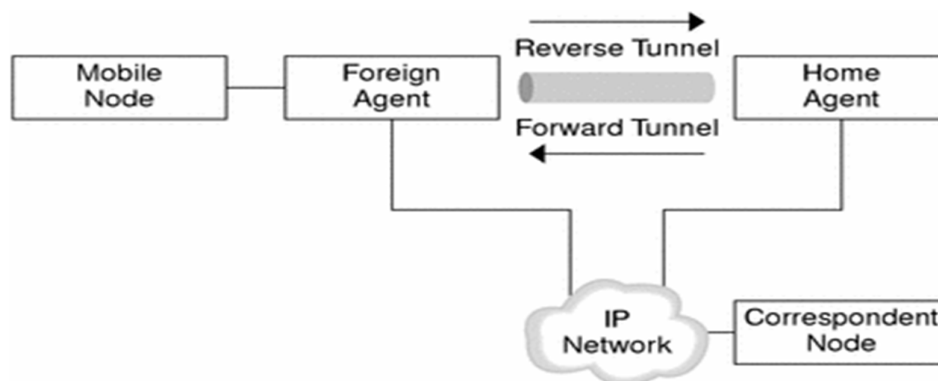 Reverse Tunnel
Mobile
Node
Foreign
Agent
Home
Agent
Forward Tunnel
IP
Network
Correspondent
Node